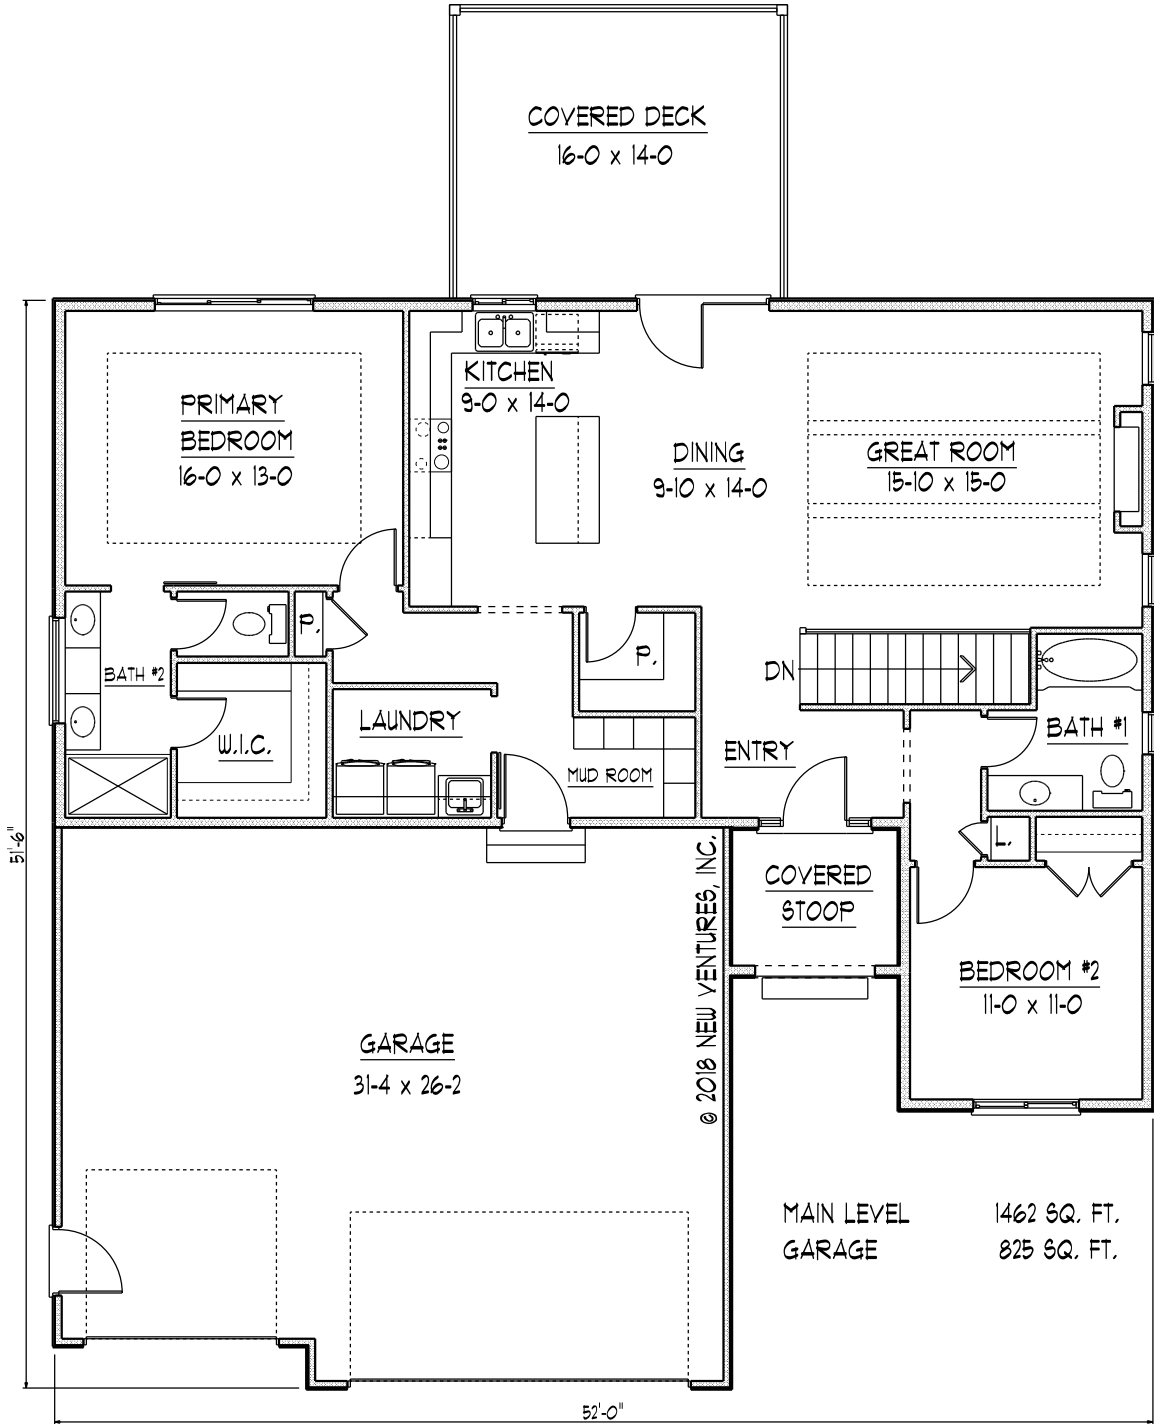 COVERED DECK
16-0 x 14-0
PRIMARY
BEDROOM
16-0 x 13-0
KITCHEN
9-0 x 14-0
DINING
9-10 x 14-0
GREAT ROOM
15-10 x 15-0
P.
P.
BATH #2
W.I.C.
LAUNDRY
MUD ROOM
DN
ENTRY
BATH #1
L.
COVERED
STOOP
BEDROOM #2
11-0 x 11-0
GARAGE
31-4 x 26-2
© 2018 NEW VENTURES, INC.
MAIN LEVEL 1462 SQ. FT.
GARAGE 825 SQ. FT.
51'-6"
52'-0"